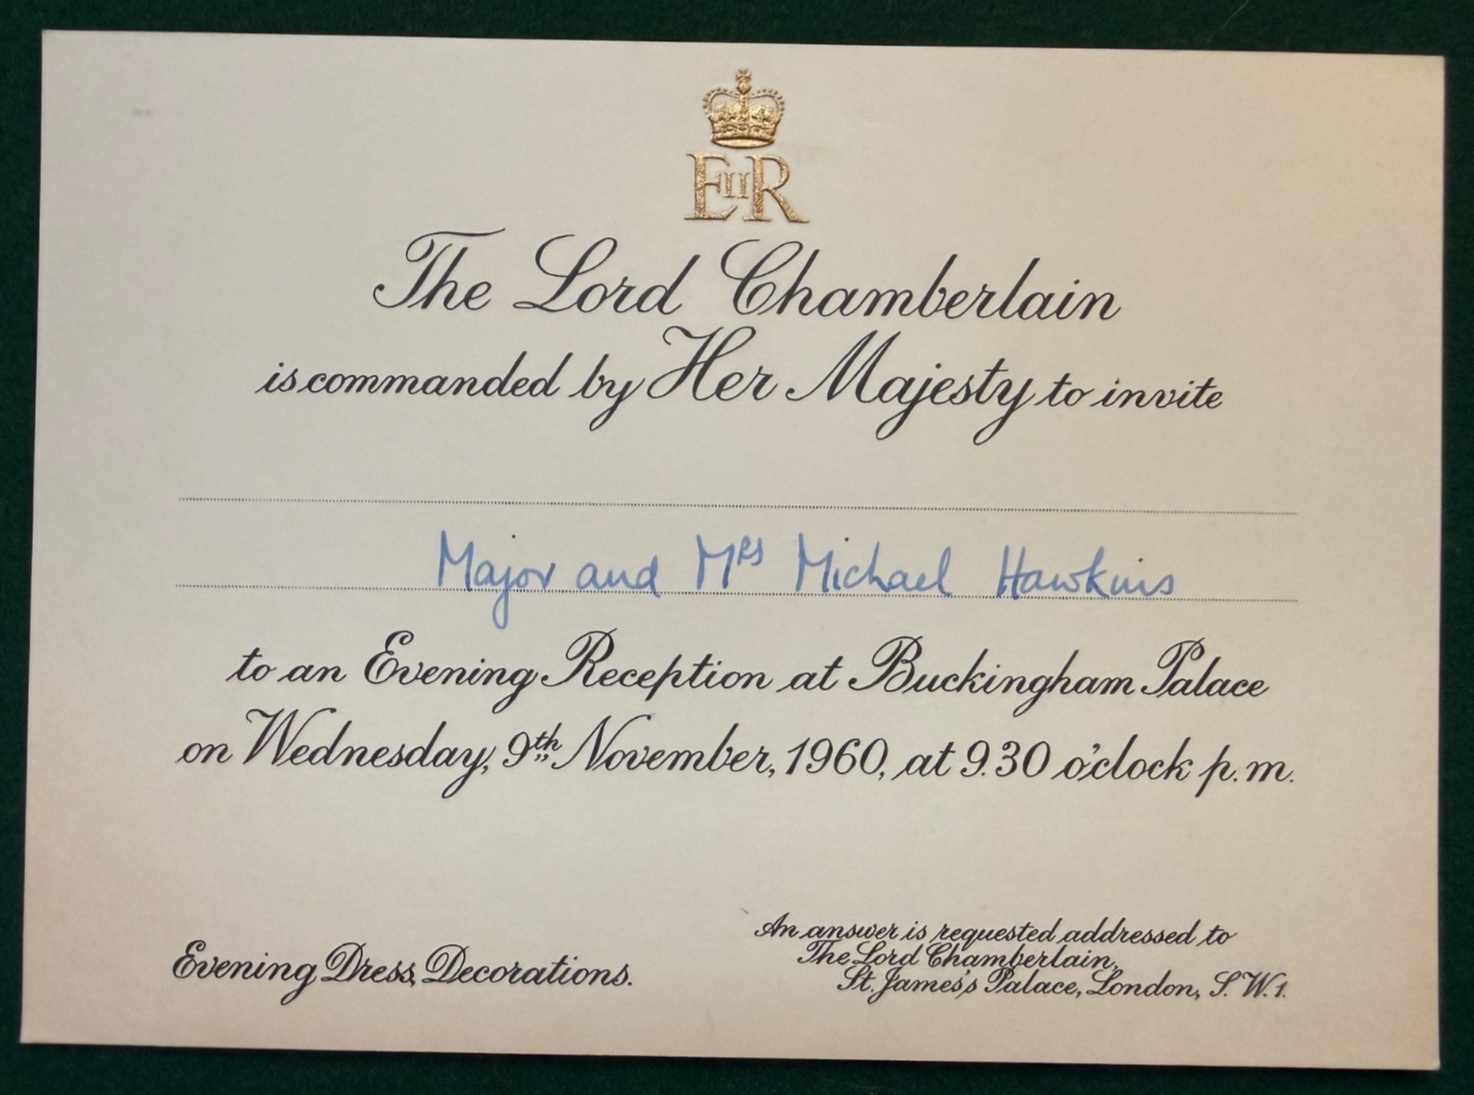 EIIR
The Lord Chamberlain
is commanded by Her Majesty to invite
Major and Mrs Michael Hawkins
to an Evening Reception at Buckingham Palace
on Wednesday, 9th November, 1960, at 9.30 o'clock p.m.
Evening Dress, Decorations.
An answer is requested addressed to
The Lord Chamberlain,
St. James's Palace, London, S.W.1.